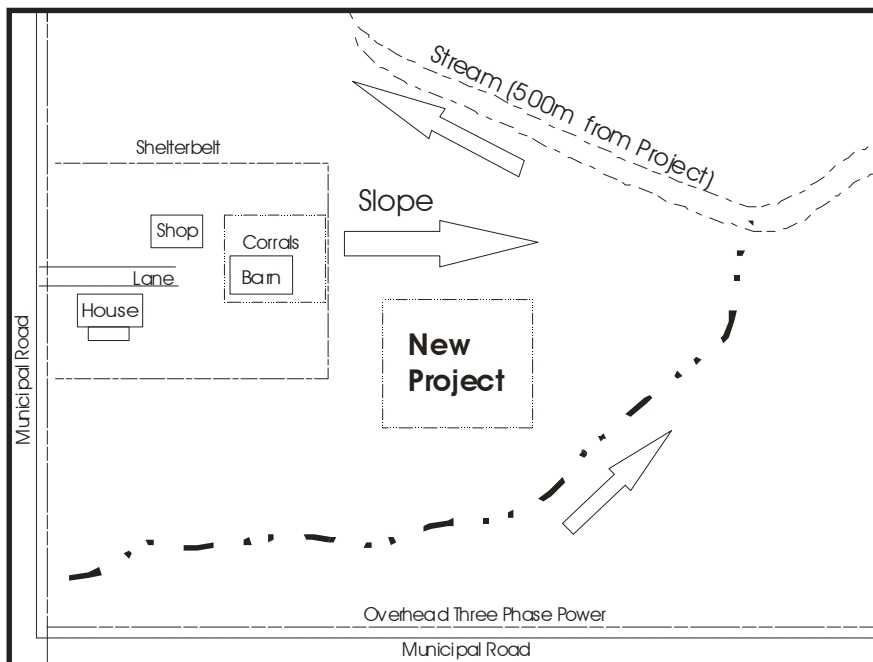 Stream (500m from Project)
Shelterbelt
Slope
Shop
Corrals
Barn
Lane
House
New
Project
Municipal Road
Overhead Three Phase Power
Municipal Road